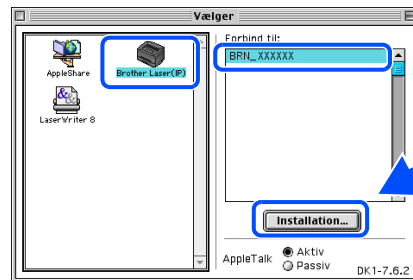 Vælger
AppleShare
Brother Laser(IP)
LaserWriter 8
Forbind til:
BRN_XXXXXX
Installation...
AppleTalk
Aktiv
Passiv
DK1-7.6.2